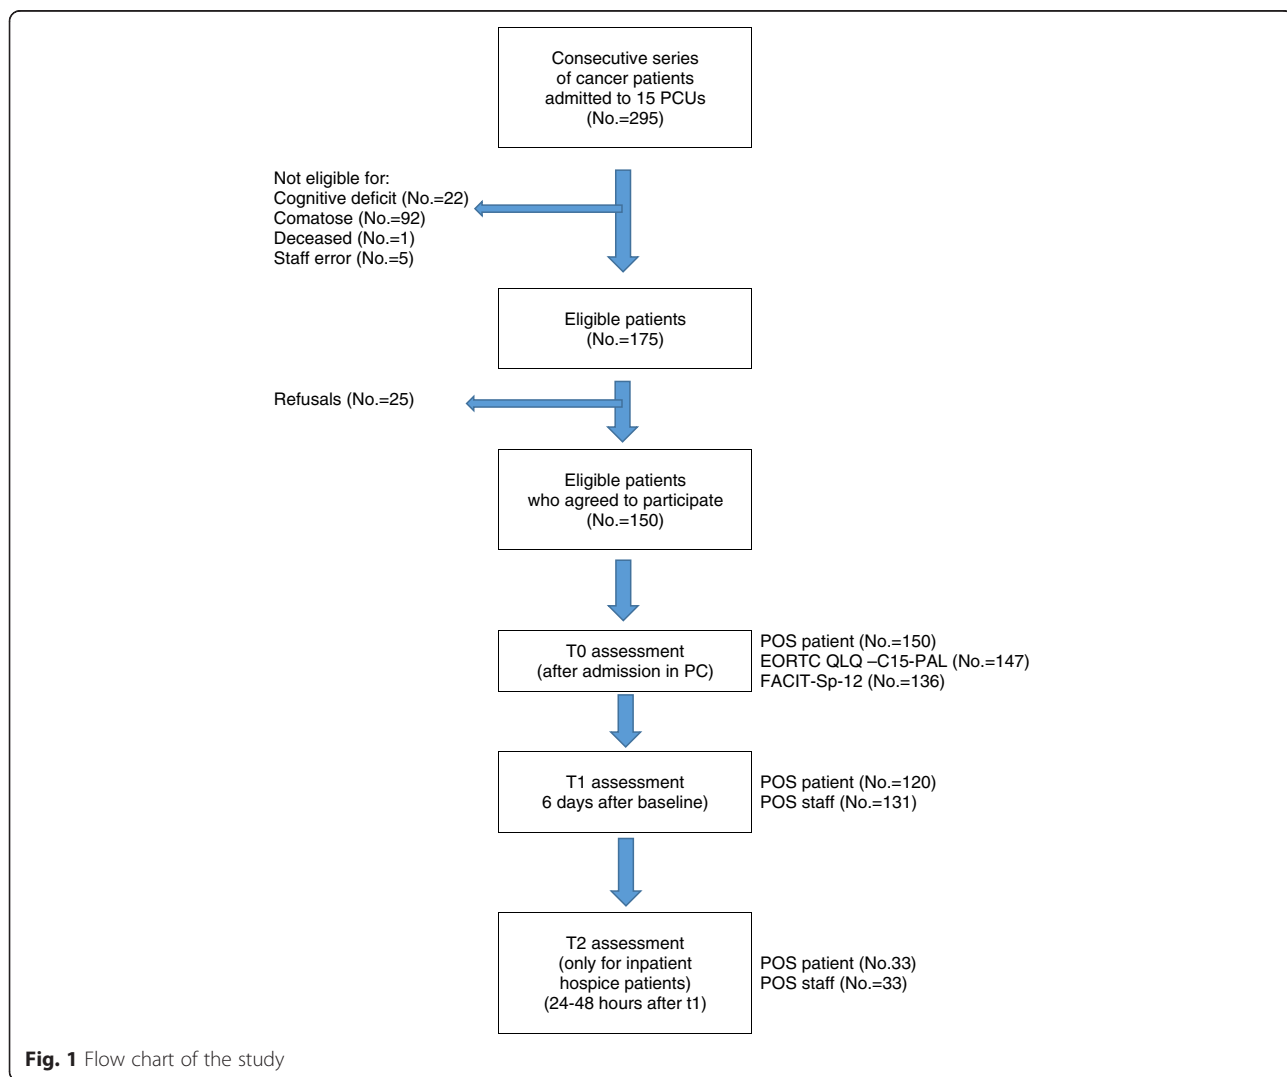 Consecutive series
of cancer patients
admitted to 15 PCUs
(No.=295)
Not eligible for:
Cognitive deficit (No.=22)
Comatose (No.=92)
Deceased (No.=1)
Staff error (No.=5)
Eligible patients
(No.=175)
Refusals (No.=25)
Eligible patients
who agreed to participate
(No.=150)
T0 assessment
(after admission in PC)
POS patient (No.=150)
EORTC QLQ –C15-PAL (No.=147)
FACIT-Sp-12 (No.=136)
T1 assessment
6 days after baseline)
POS patient (No.=120)
POS staff (No.=131)
T2 assessment
(only for inpatient
hospice patients)
(24-48 hours after t1)
POS patient (No.33)
POS staff (No.=33)
Fig. 1 Flow chart of the study